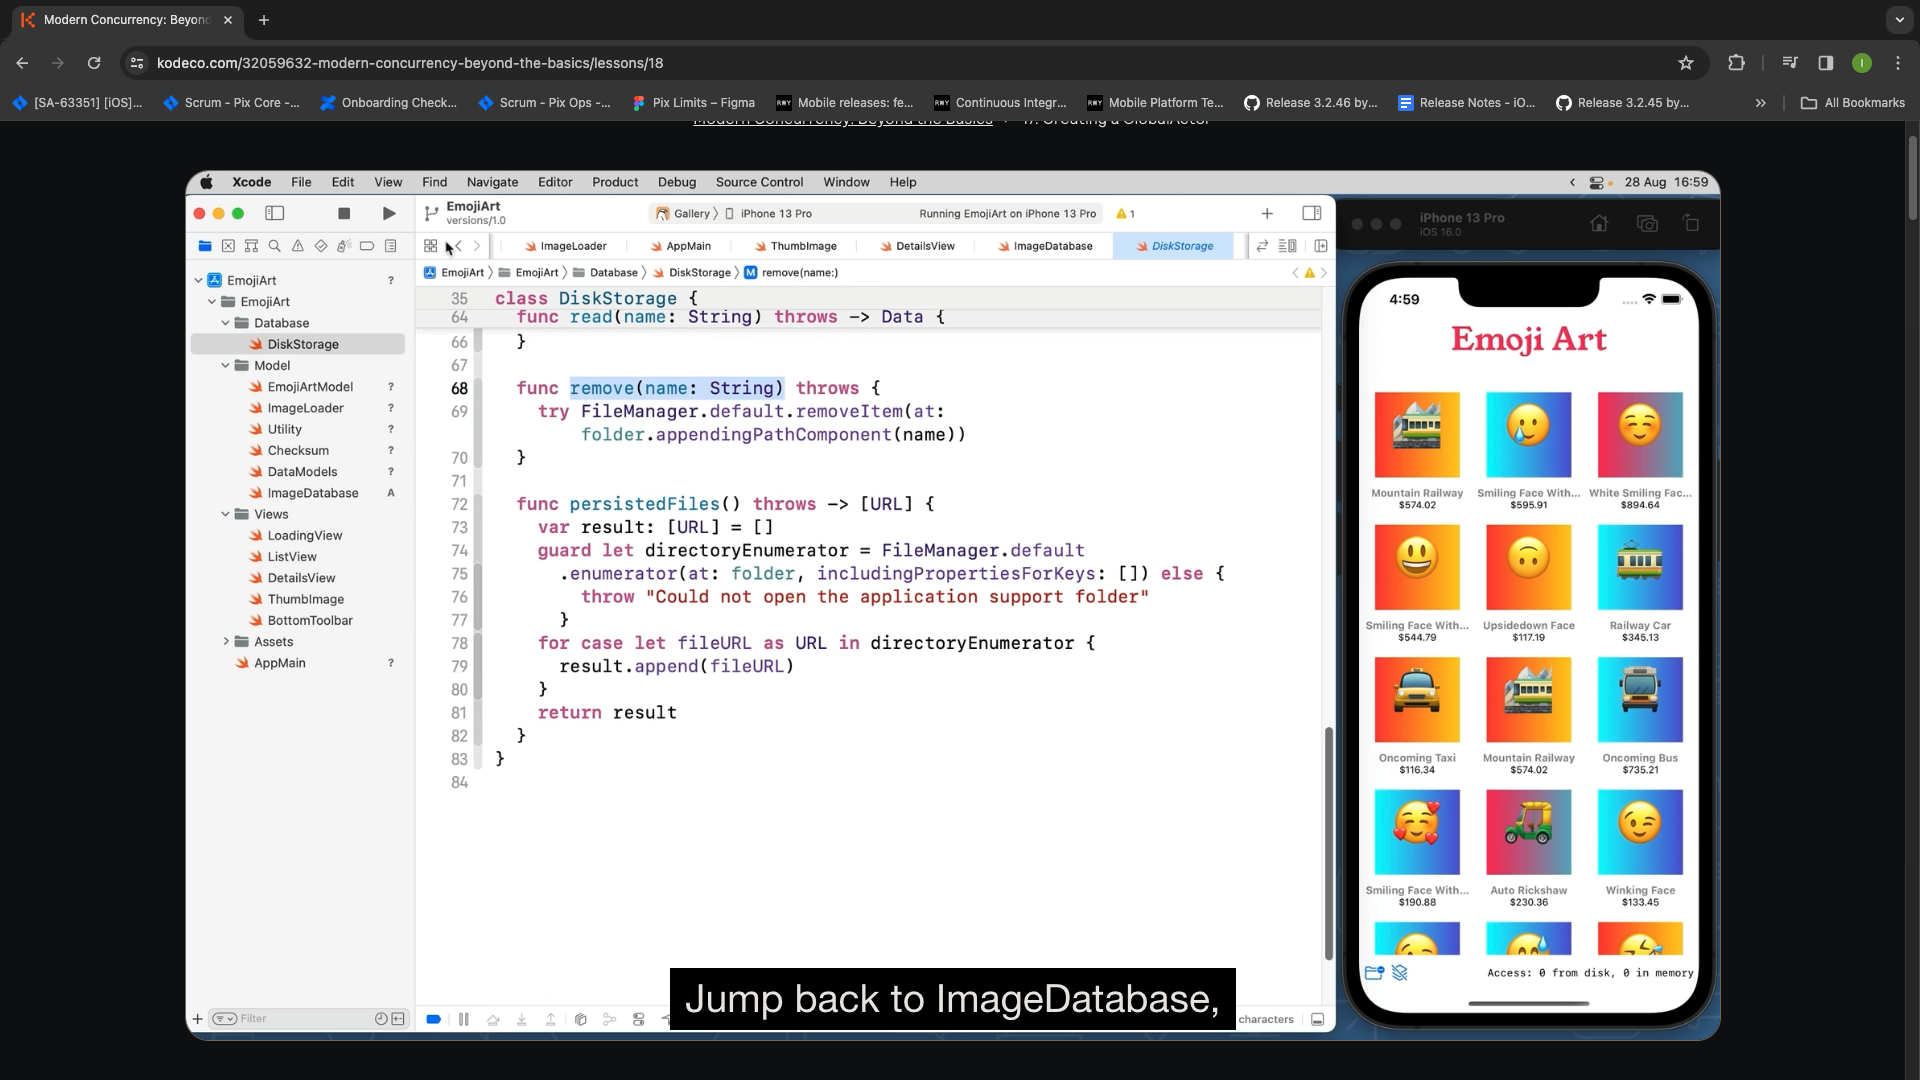 Modern Concurrency: Beyond
kodeco.com/32059632-modern-concurrency-beyond-the-basics/lessons/18
[SA-63351] [iOS]...
Scrum - Pix Core -...
Onboarding Check...
Scrum - Pix Ops -...
Pix Limits – Figma
Mobile releases: fe...
Continuous Integr...
Mobile Platform Te...
Release 3.2.46 by...
Release Notes - iO...
Release 3.2.45 by...
All Bookmarks
Modern Concurrency: Beyond the Basics
17. Creating a GlobalActor
Xcode File Edit View Find Navigate Editor Product Debug Source Control Window Help
28 Aug 16:59
EmojiArt
versions/1.0
Gallery
iPhone 13 Pro
Running EmojiArt on iPhone 13 Pro
1
ImageLoader
AppMain
ThumbImage
DetailsView
ImageDatabase
DiskStorage
EmojiArt
EmojiArt
Database
DiskStorage
M remove(name:)
EmojiArt ?
EmojiArt
Database
DiskStorage
Model
EmojiArtModel ?
ImageLoader ?
Utility ?
Checksum ?
DataModels ?
ImageDatabase A
Views
LoadingView
ListView
DetailsView
ThumbImage
BottomToolbar
Assets
AppMain ?
Filter
35 class DiskStorage {
64 func read(name: String) throws -> Data {
66 }
67
68 func remove(name: String) throws {
69 try FileManager.default.removeItem(at:
folder.appendingPathComponent(name))
70 }
71
72 func persistedFiles() throws -> [URL] {
73 var result: [URL] = []
74 guard let directoryEnumerator = FileManager.default
75 .enumerator(at: folder, includingPropertiesForKeys: []) else {
76 throw "Could not open the application support folder"
77 }
78 for case let fileURL as URL in directoryEnumerator {
79 result.append(fileURL)
80 }
81 return result
82 }
83 }
84
characters
Jump back to ImageDatabase,
iPhone 13 Pro
iOS 16.0
4:59
Emoji Art
Mountain Railway
$574.02
Smiling Face With...
$595.91
White Smiling Fac...
$894.64
Smiling Face With...
$544.79
Upsidedown Face
$117.19
Railway Car
$345.13
Oncoming Taxi
$116.34
Mountain Railway
$574.02
Oncoming Bus
$735.21
Smiling Face With...
$190.88
Auto Rickshaw
$230.36
Winking Face
$133.45
Access: 0 from disk, 0 in memory